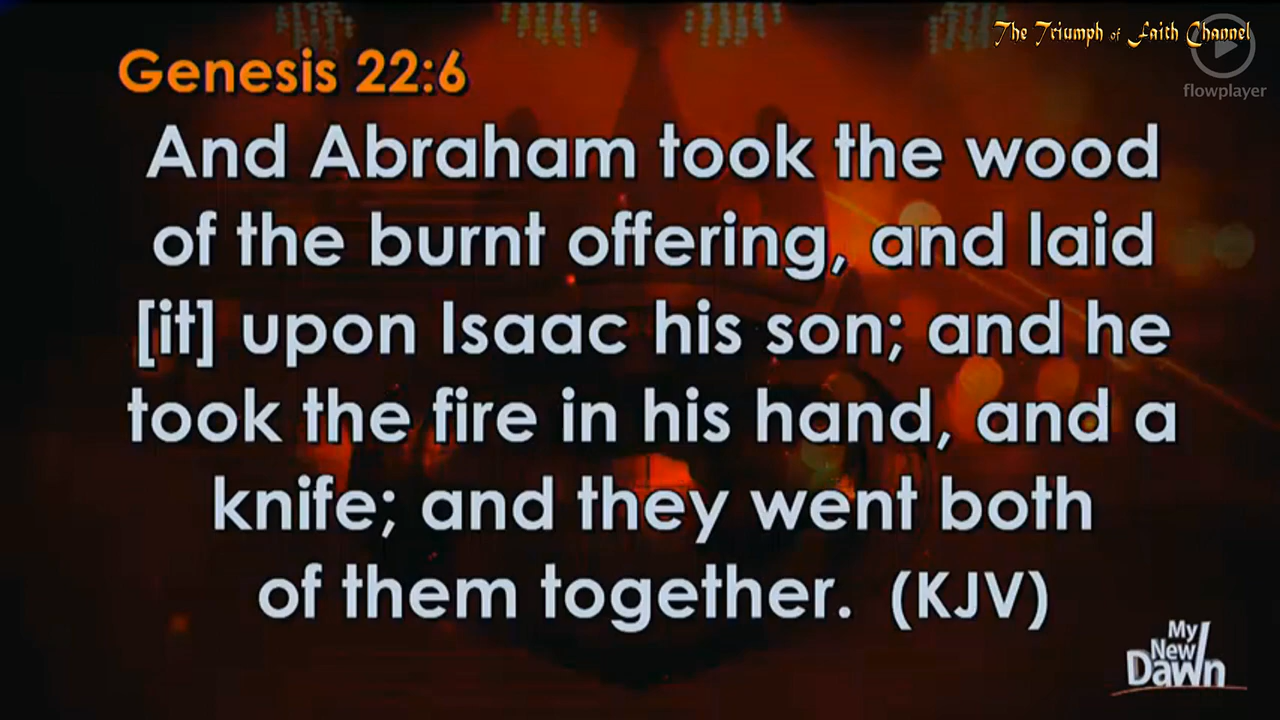 The Triumph of Faith Channel
flowplayer
Genesis 22:6
And Abraham took the wood
of the burnt offering, and laid
[it] upon Isaac his son; and he
took the fire in his hand, and a
knife; and they went both
of them together. (KJV)
My
New
Dawn